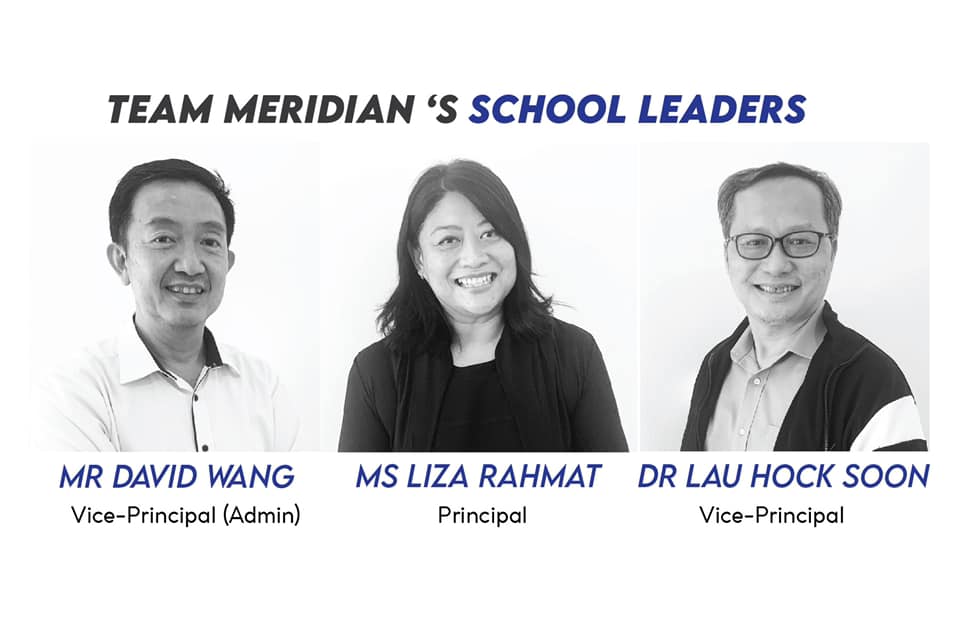 TEAM MERIDIAN ‘S SCHOOL LEADERS
MR DAVID WANG
Vice-Principal (Admin)
MS LIZA RAHMAT
Principal
DR LAU HOCK SOON
Vice-Principal